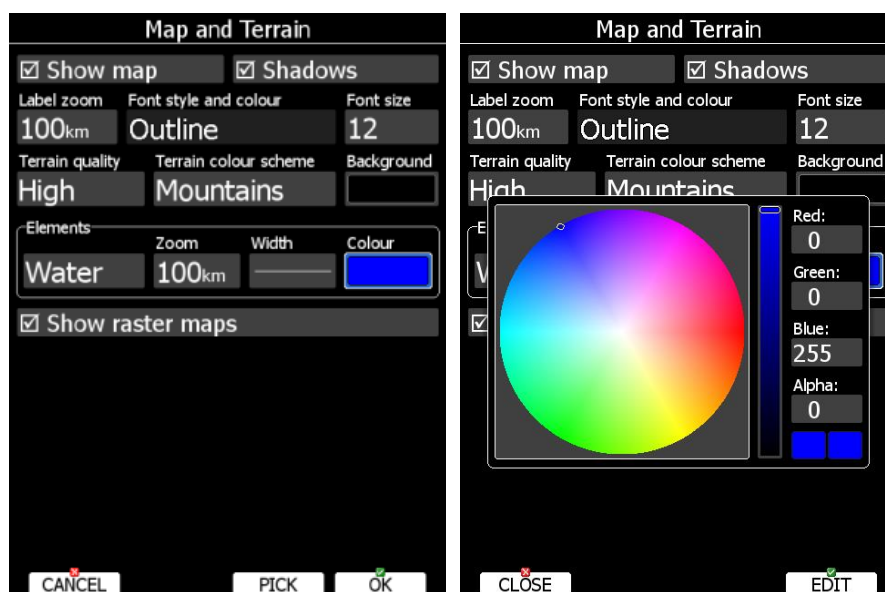 Map and Terrain
Show map Shadows
Label zoom Font style and colour Font size
100km Outline 12
Terrain quality Terrain colour scheme Background
High Mountains
Elements
Zoom Width Colour
Water 100km
Show raster maps
CANCEL PICK OK
Map and Terrain
Show map Shadows
Label zoom Font style and colour Font size
100km Outline 12
Terrain quality Terrain colour scheme Background
High Mountains
Red:
0
Green:
0
Blue:
255
Alpha:
0
CLOSE EDIT